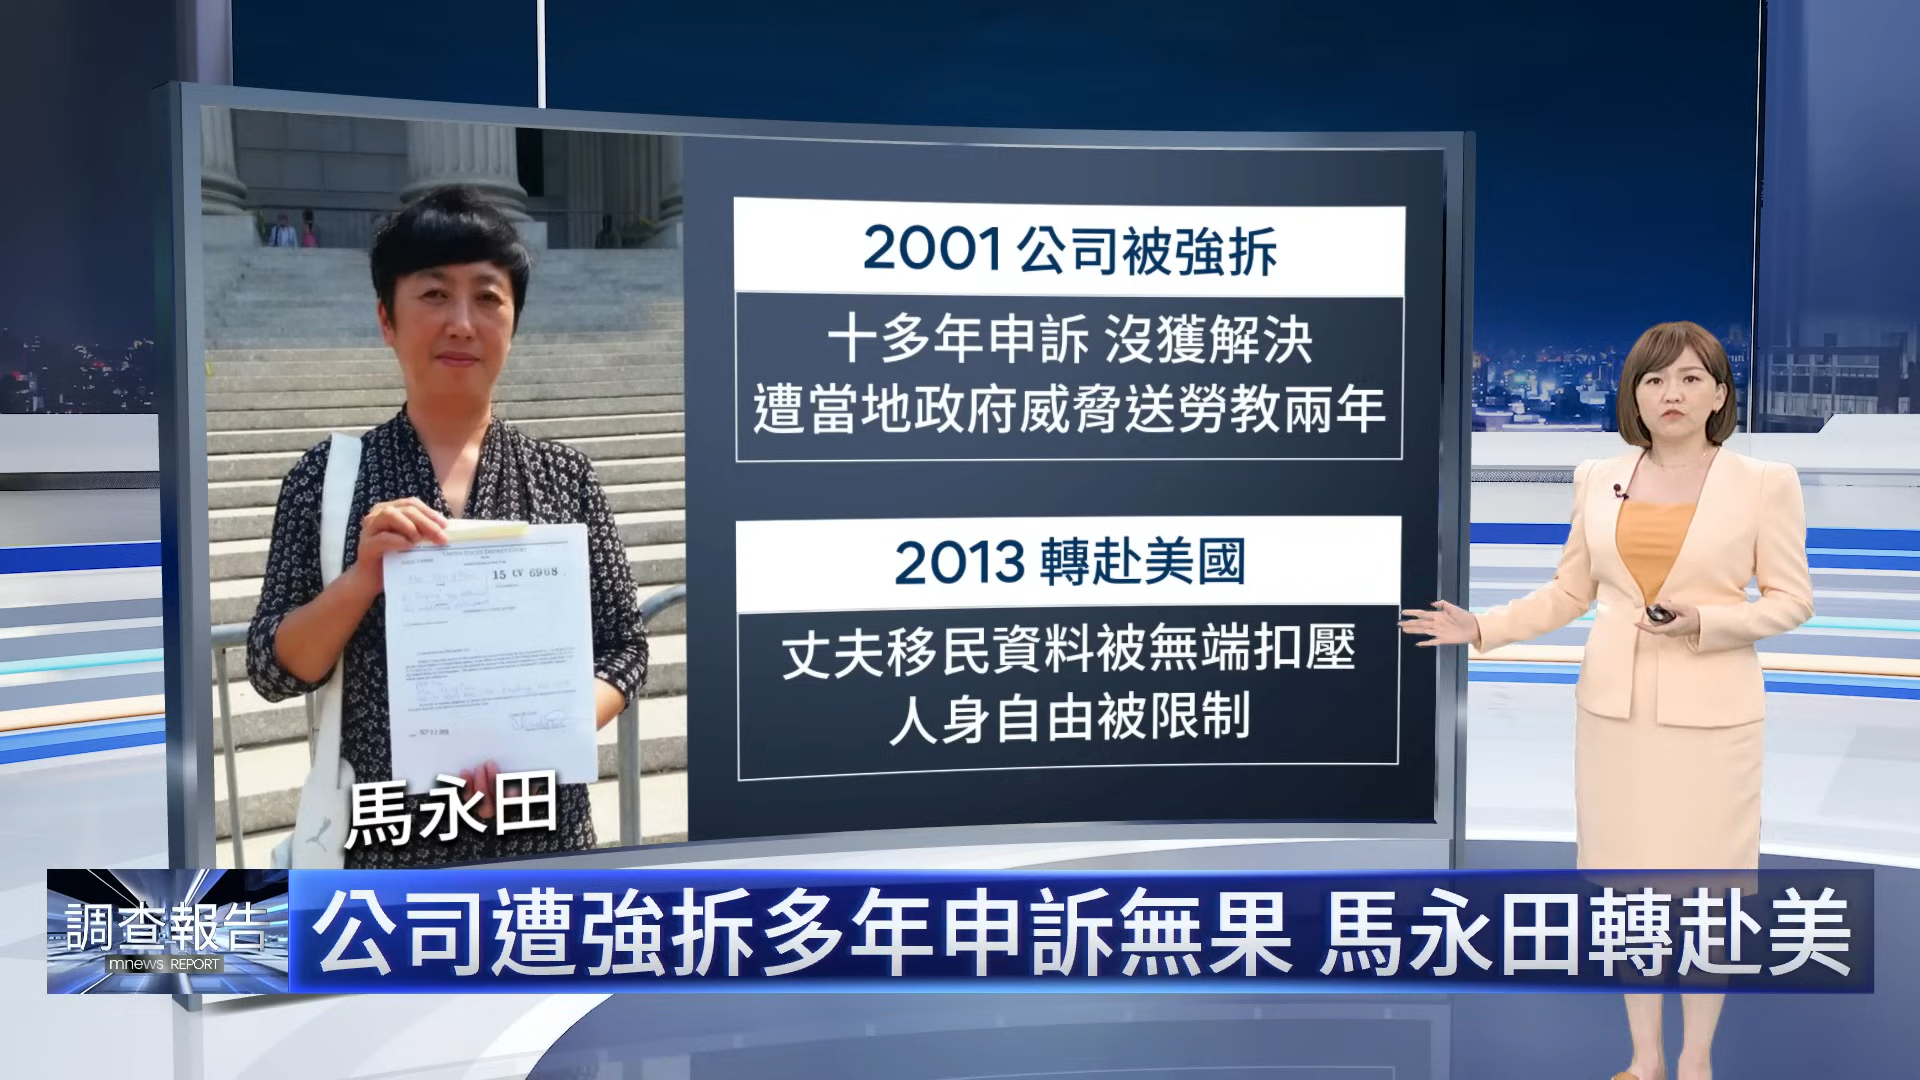 2001 公司被強拆
十多年申訴 沒獲解決
遭當地政府威脅送勞教兩年
2013 轉赴美國
丈夫移民資料被無端扣壓
人身自由被限制
UNITED STATES DISTRICT COURT
15 CV 6968
馬永田
調查報告
mnews REPORT
公司遭強拆多年申訴無果 馬永田轉赴美